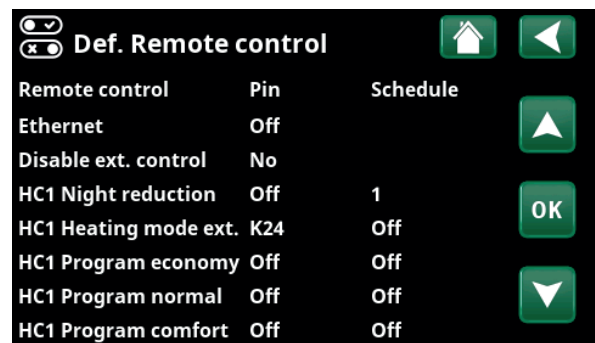 Def. Remote control
Remote control Pin Schedule
Ethernet Off
Disable ext. control No
HC1 Night reduction Off 1
HC1 Heating mode ext. K24 Off
HC1 Program economy Off Off
HC1 Program normal Off Off
HC1 Program comfort Off Off
OK